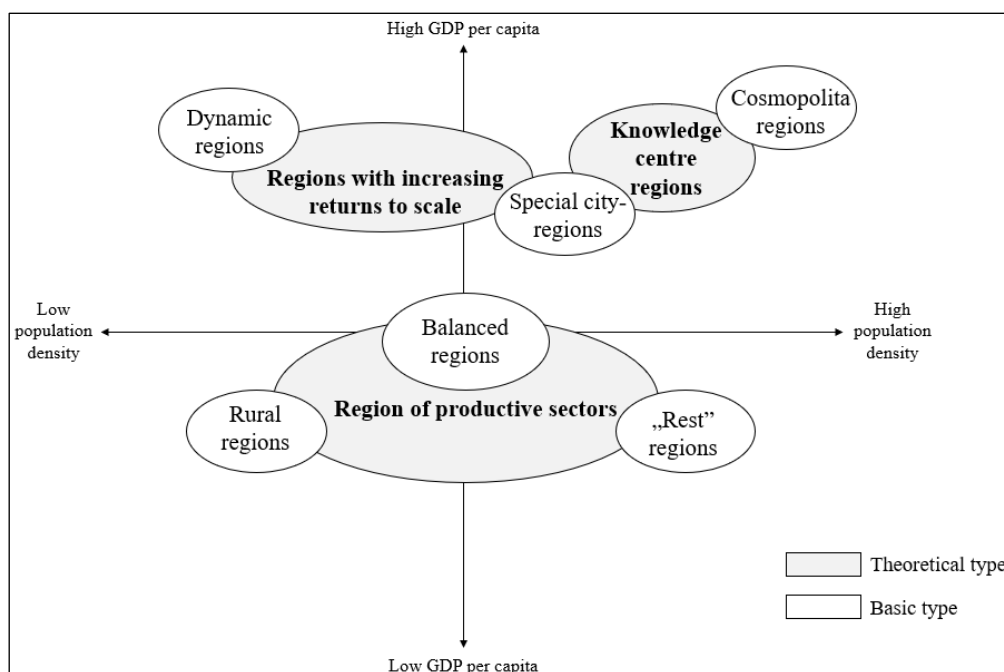 High GDP per capita
Dynamic
regions
Cosmopolita
regions
Knowledge
centre
regions
Regions with increasing
returns to scale
Special city-
regions
Low
population
density
High
population
density
Balanced
regions
Region of productive sectors
Rural
regions
„Rest”
regions
Theoretical type
Basic type
Low GDP per capita